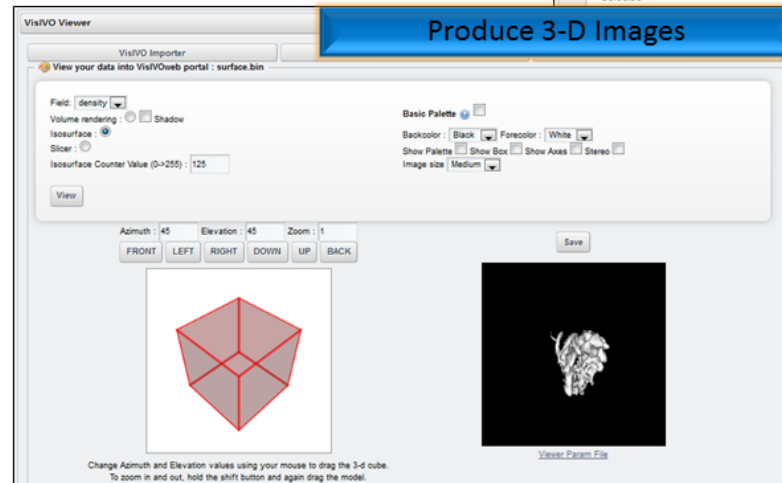 Selected
VisIVO Viewer
Produce 3-D Images
VisIVO Importer
View your data into VisIVOweb portal : surface.bin
Field: density
Volume rendering : Shadow
Isosurface :
Slicer :
Isosurface Counter Value (0->255) : 125
View
Basic Palette
Backcolor : Black Forecolor : White
Show Palette Show Box Show Axes Stereo
Image size Medium
Azimuth : 45 Elevation : 45 Zoom : 1
FRONT LEFT RIGHT DOWN UP BACK
Save
Viewer Param File
Change Azimuth and Elevation values using your mouse to drag the 3-d cube.
To zoom in and out, hold the shift button and again drag the model.